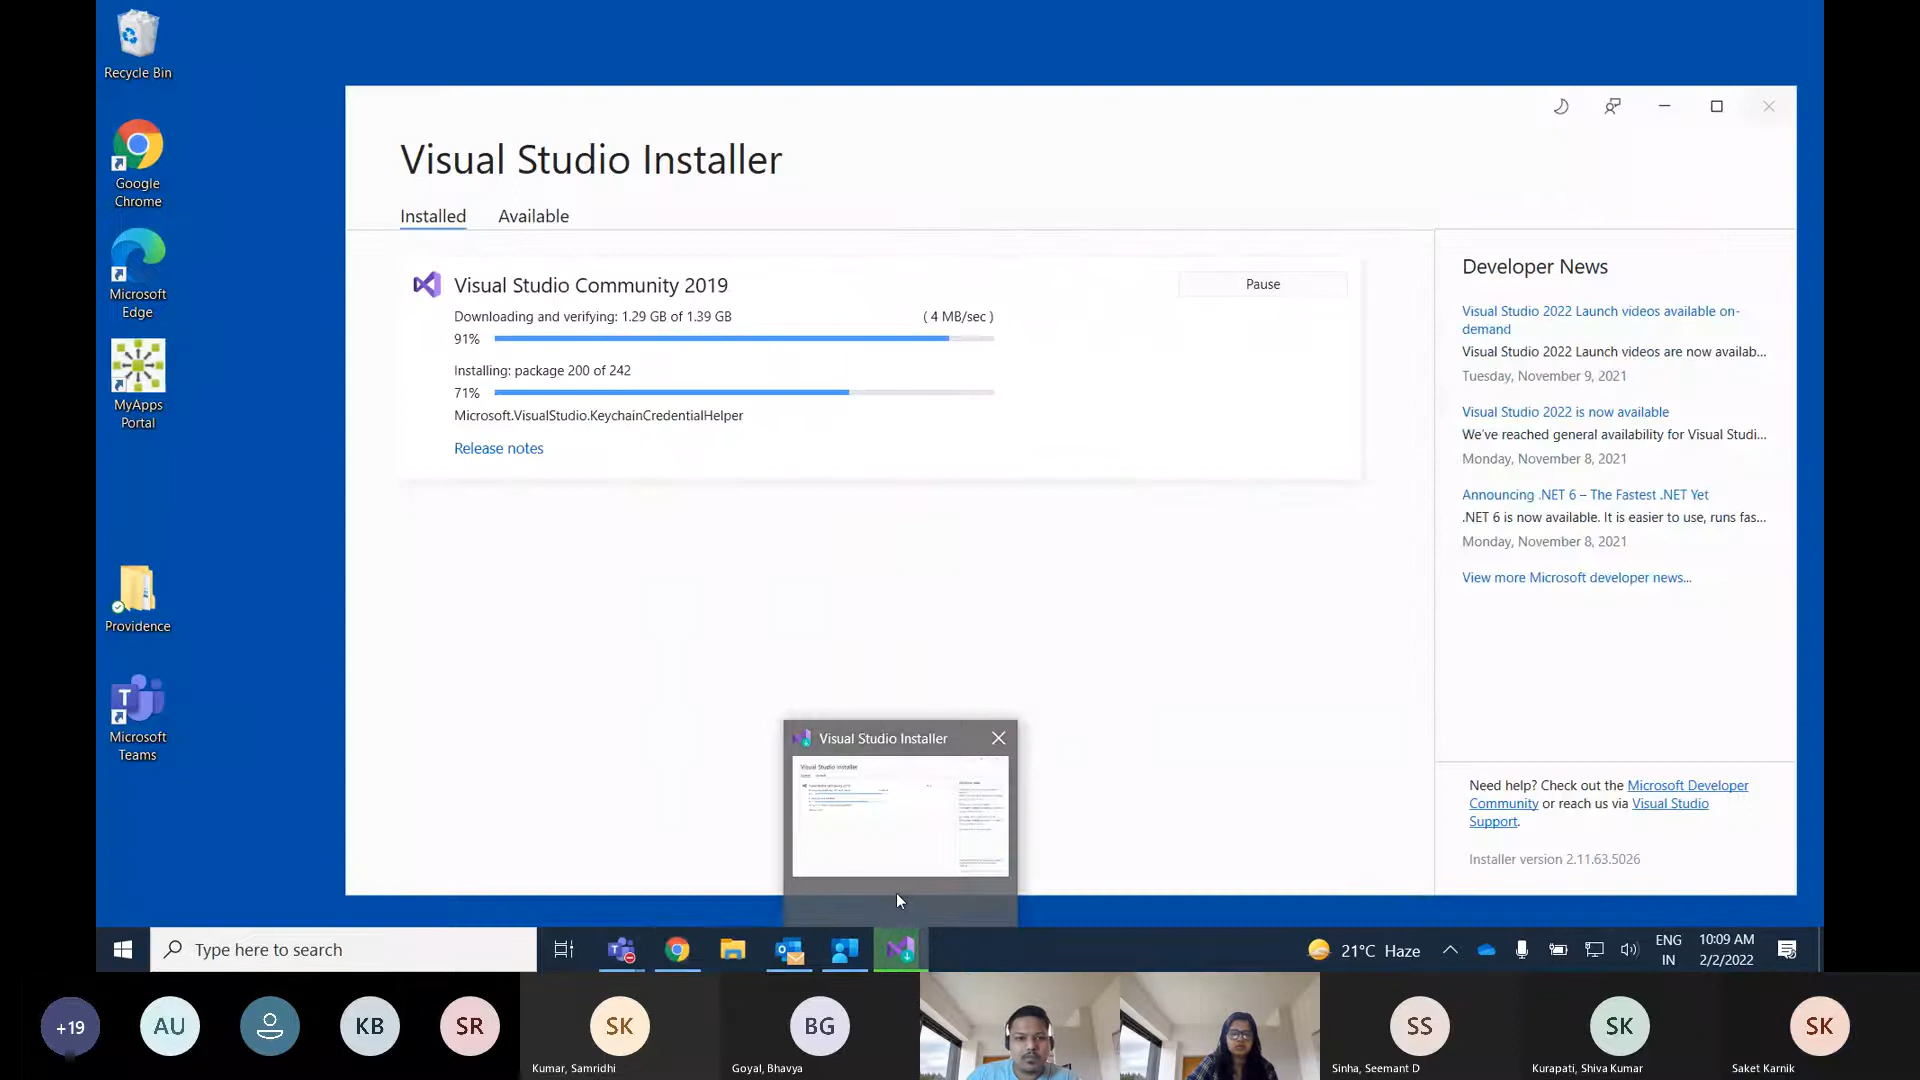 Recycle Bin
Google
Chrome
Microsoft
Edge
MyApps
Portal
Providence
Microsoft
Teams
Visual Studio Installer
Installed
Available
Visual Studio Community 2019
Pause
Downloading and verifying: 1.29 GB of 1.39 GB
( 4 MB/sec )
91%
Installing: package 200 of 242
71%
Microsoft.VisualStudio.KeychainCredentialHelper
Release notes
Developer News
Visual Studio 2022 Launch videos available on-
demand
Visual Studio 2022 Launch videos are now availab...
Tuesday, November 9, 2021
Visual Studio 2022 is now available
We've reached general availability for Visual Studi...
Monday, November 8, 2021
Announcing .NET 6 – The Fastest .NET Yet
.NET 6 is now available. It is easier to use, runs fas...
Monday, November 8, 2021
View more Microsoft developer news...
Need help? Check out the Microsoft Developer
Community or reach us via Visual Studio
Support.
Installer version 2.11.63.5026
Visual Studio Installer
Visual Studio Installer
Type here to search
21°C Haze
ENG
IN
10:09 AM
2/2/2022
+19
AU
KB
SR
SK
Kumar, Samridhi
BG
Goyal, Bhavya
SS
Sinha, Seemant D
SK
Kurapati, Shiva Kumar
SK
Saket Karnik